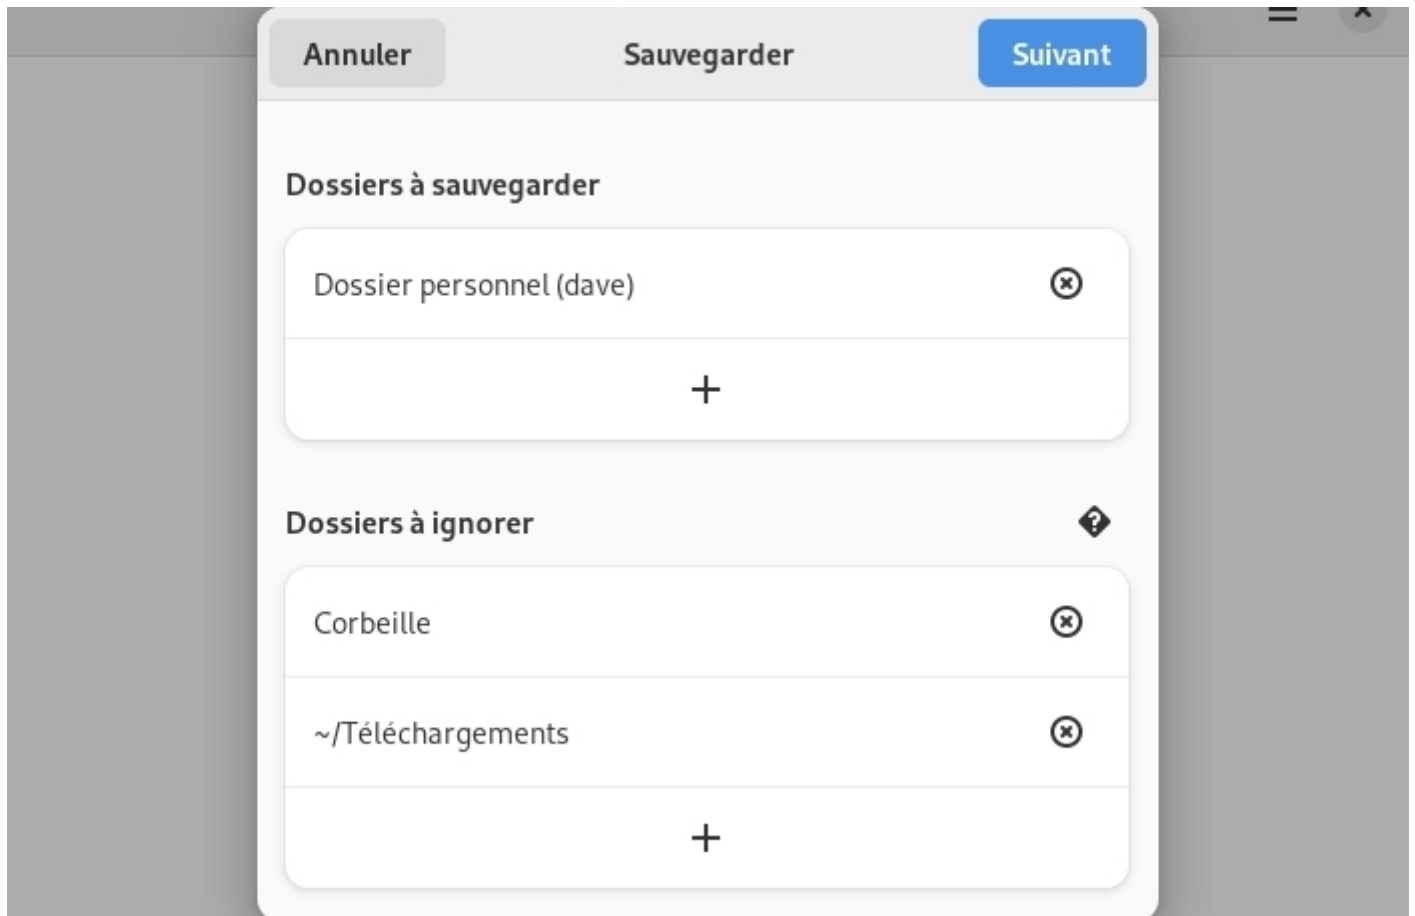 Annuler
Sauvegarder
Suivant
Dossiers à sauvegarder
Dossier personnel (dave)
Dossiers à ignorer
Corbeille
~/Téléchargements